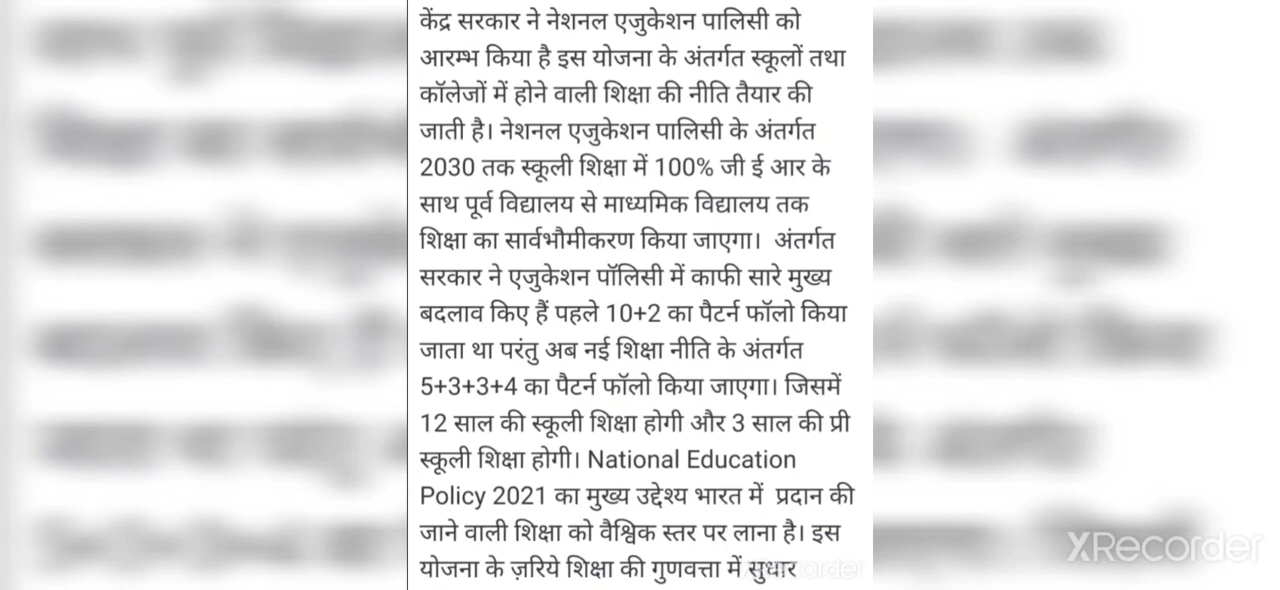 केंद्र सरकार ने नेशनल एजुकेशन पालिसी को
आरम्भ किया है इस योजना के अंतर्गत स्कूलों तथा
कॉलेजों में होने वाली शिक्षा की नीति तैयार की
जाती है। नेशनल एजुकेशन पालिसी के अंतर्गत
2030 तक स्कूली शिक्षा में 100% जी ई आर के
साथ पूर्व विद्यालय से माध्यमिक विद्यालय तक
शिक्षा का सार्वभौमीकरण किया जाएगा। अंतर्गत
सरकार ने एजुकेशन पॉलिसी में काफी सारे मुख्य
बदलाव किए हैं पहले 10+2 का पैटर्न फॉलो किया
जाता था परंतु अब नई शिक्षा नीति के अंतर्गत
5+3+3+4 का पैटर्न फॉलो किया जाएगा। जिसमें
12 साल की स्कूली शिक्षा होगी और 3 साल की प्री
स्कूली शिक्षा होगी। National Education
Policy 2021 का मुख्य उद्देश्य भारत में प्रदान की
जाने वाली शिक्षा को वैश्विक स्तर पर लाना है। इस
योजना के ज़रिये शिक्षा की गुणवत्ता में सुधार
XRecorder